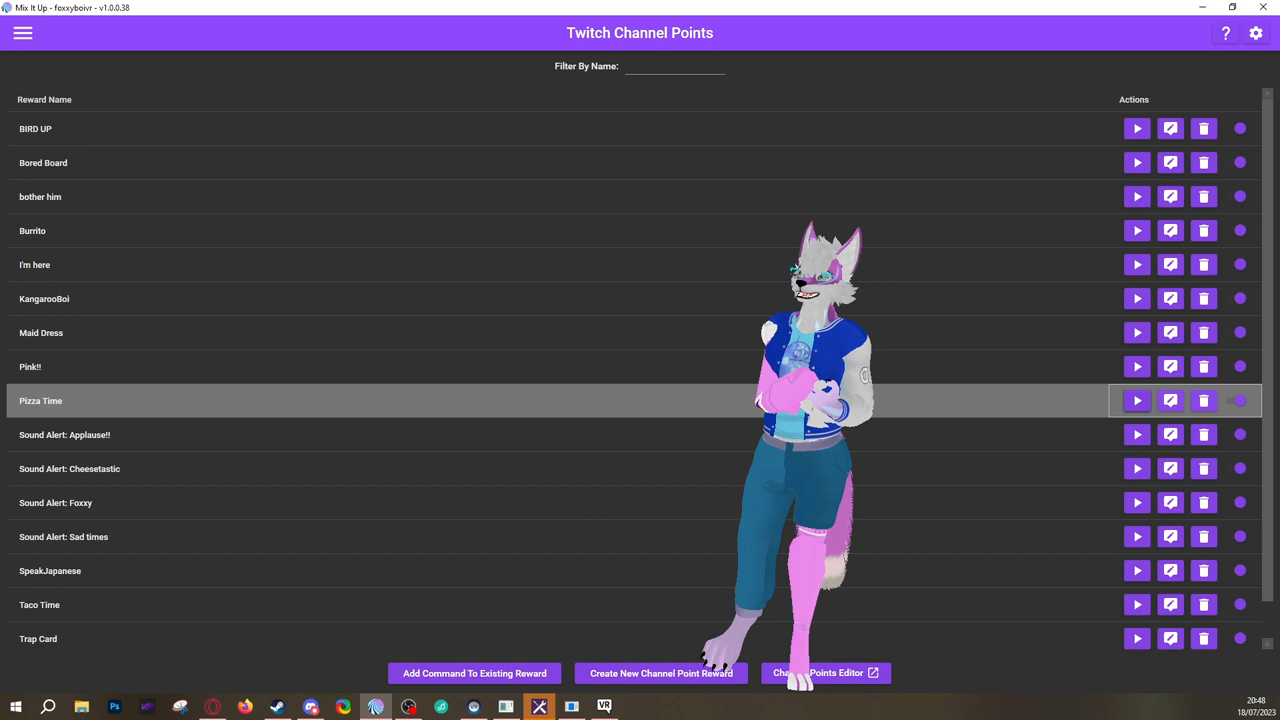 Mix It Up - foxxyboivr - v1.0.0.38
Twitch Channel Points
?
Filter By Name:
Reward Name
Actions
BIRD UP
Bored Board
bother him
Burrito
I'm here
KangarooBoi
Maid Dress
Pink!!
Pizza Time
Sound Alert: Applause!!
Sound Alert: Cheesetastic
Sound Alert: Foxxy
Sound Alert: Sad times
SpeakJapanese
Taco Time
Trap Card
Add Command To Existing Reward
Create New Channel Point Reward
Points Editor
Ps
VR
20:48
18/07/2023